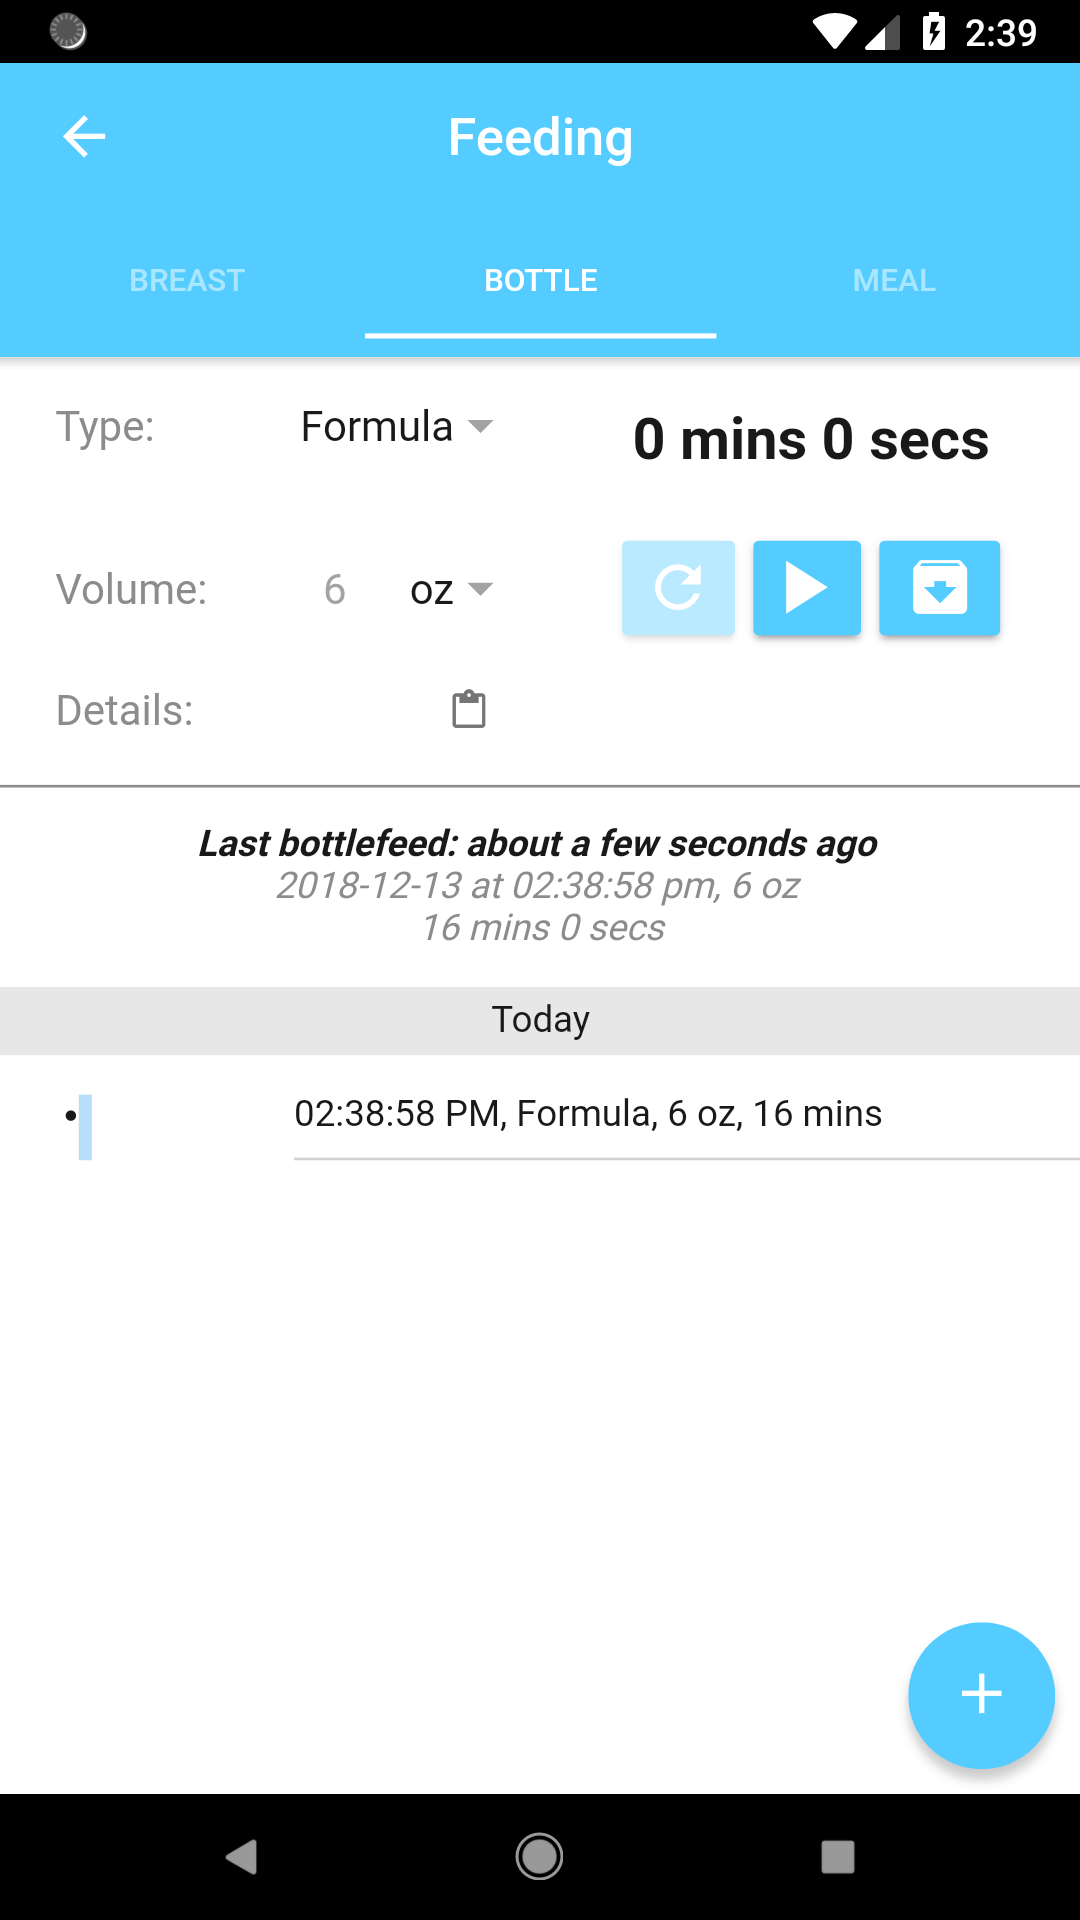 2:39
Feeding
BREAST BOTTLE MEAL
Type: Formula 0 mins 0 secs
Volume: 6 oz
Details:
Last bottlefeed: about a few seconds ago
2018-12-13 at 02:38:58 pm, 6 oz
16 mins 0 secs
Today
• 02:38:58 PM, Formula, 6 oz, 16 mins